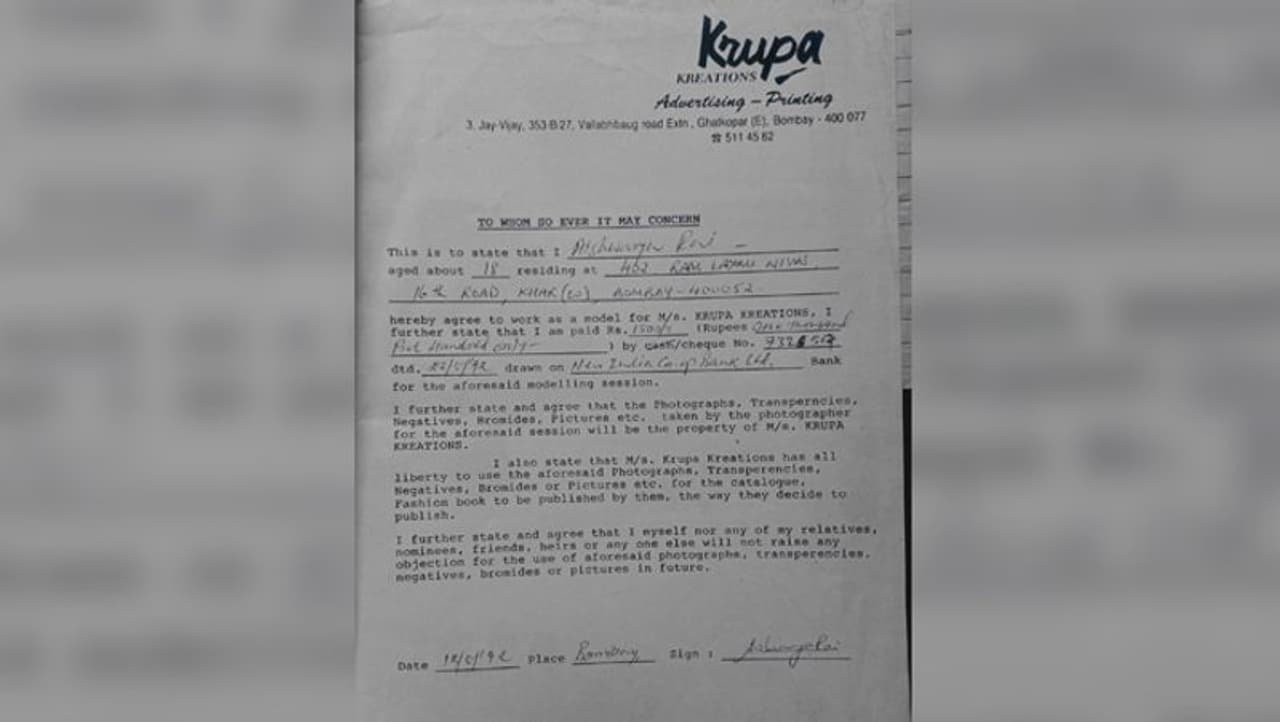 Krupa
KREATIONS
Advertising – Printing
3, Jay-Vijay, 353-B-27, Vallabhbaug road Extn., Ghatkopar (E), Bombay - 400 077
☎ 511 45 62
TO WHOM SO EVER IT MAY CONCERN
This is to state that I Aishwarya Rai –
aged about 18 residing at 402 RAM LAXMI NIWAS,
16th ROAD, KHAR (W), BOMBAY - 400052
hereby agree to work as a model for M/s. KRUPA KREATIONS, I
further state that I am paid Rs. 1500/- (Rupees One thousand
Five Hundred only - ) by cash/cheque No.
dtd. drawn on New India Co-op Bank Ltd. Bank
for the aforesaid modelling session.
I further state and agree that the Photographs, Transperncies,
Negatives, Bromides, Pictures etc. taken by the photographer
for the aforesaid session will be the property of M/s. KRUPA
KREATIONS.
I also state that M/s. Krupa Kreations has all
liberty to use the aforesaid Photographs, Transperencies,
Negatives, Bromides or Pictures etc. for the catalogue,
Fashion book to be published by them, the way they decide to
publish.
I further state and agree that I myself nor any of my relatives,
nominees, friends, heirs or any one else will not raise any
objection for the use of aforesaid photographs, transperencies,
negatives, bromides or pictures in future.
Date Place Bombay Sign : Aishwarya Rai